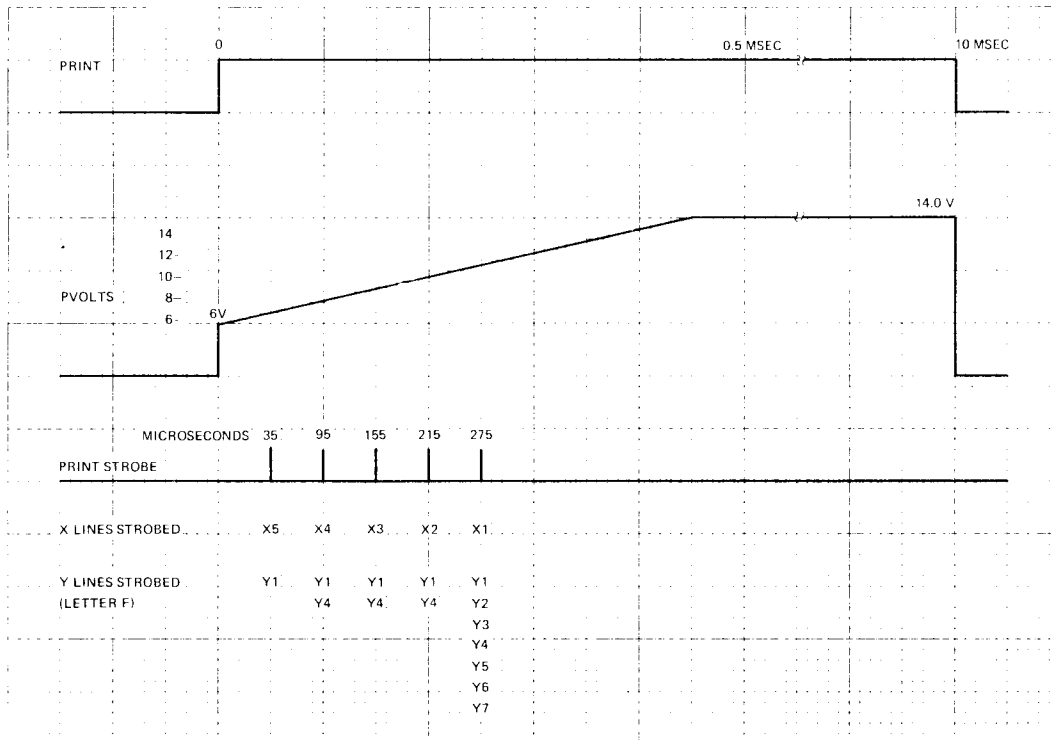 0 0.5 MSEC 10 MSEC
PRINT
14.0 V
14
12-
10-
PVOLTS 8-
6- 6V
MICROSECONDS 35 95 155 215 275
PRINT STROBE
X LINES STROBED X5 X4 X3 X2 X1
Y LINES STROBED Y1 Y1 Y1 Y1 Y1
(LETTER F) Y4 Y4 Y4 Y2
Y3
Y4
Y5
Y6
Y7